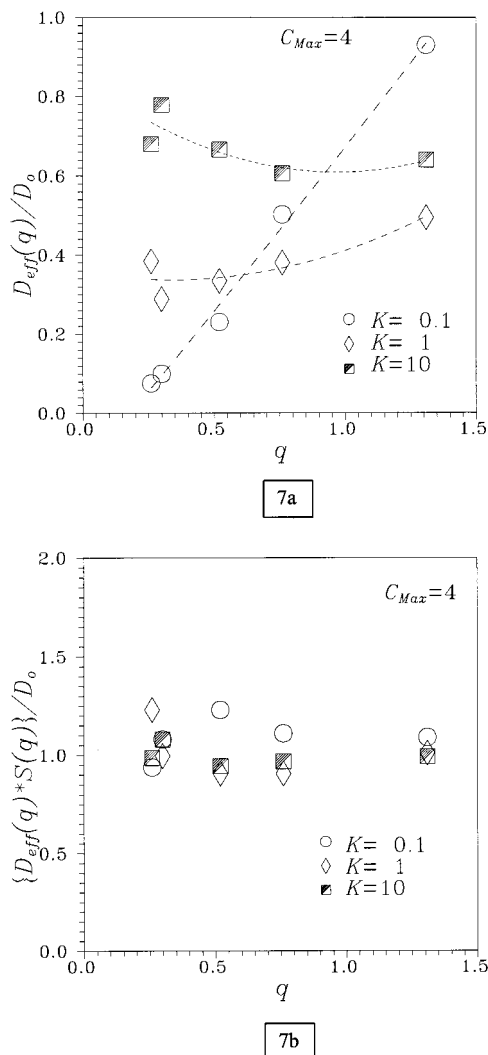 C_Max=4
1.0
0.8
0.6
0.4
0.2
0.0
D_eff(q)/D_o
K= 0.1
K= 1
K=10
0.0 0.5 1.0 1.5
q
7a
2.0
1.5
1.0
0.5
0.0
{D_eff(q)*S(q)}/D_o
C_Max=4
K= 0.1
K= 1
K=10
0.0 0.5 1.0 1.5
q
7b